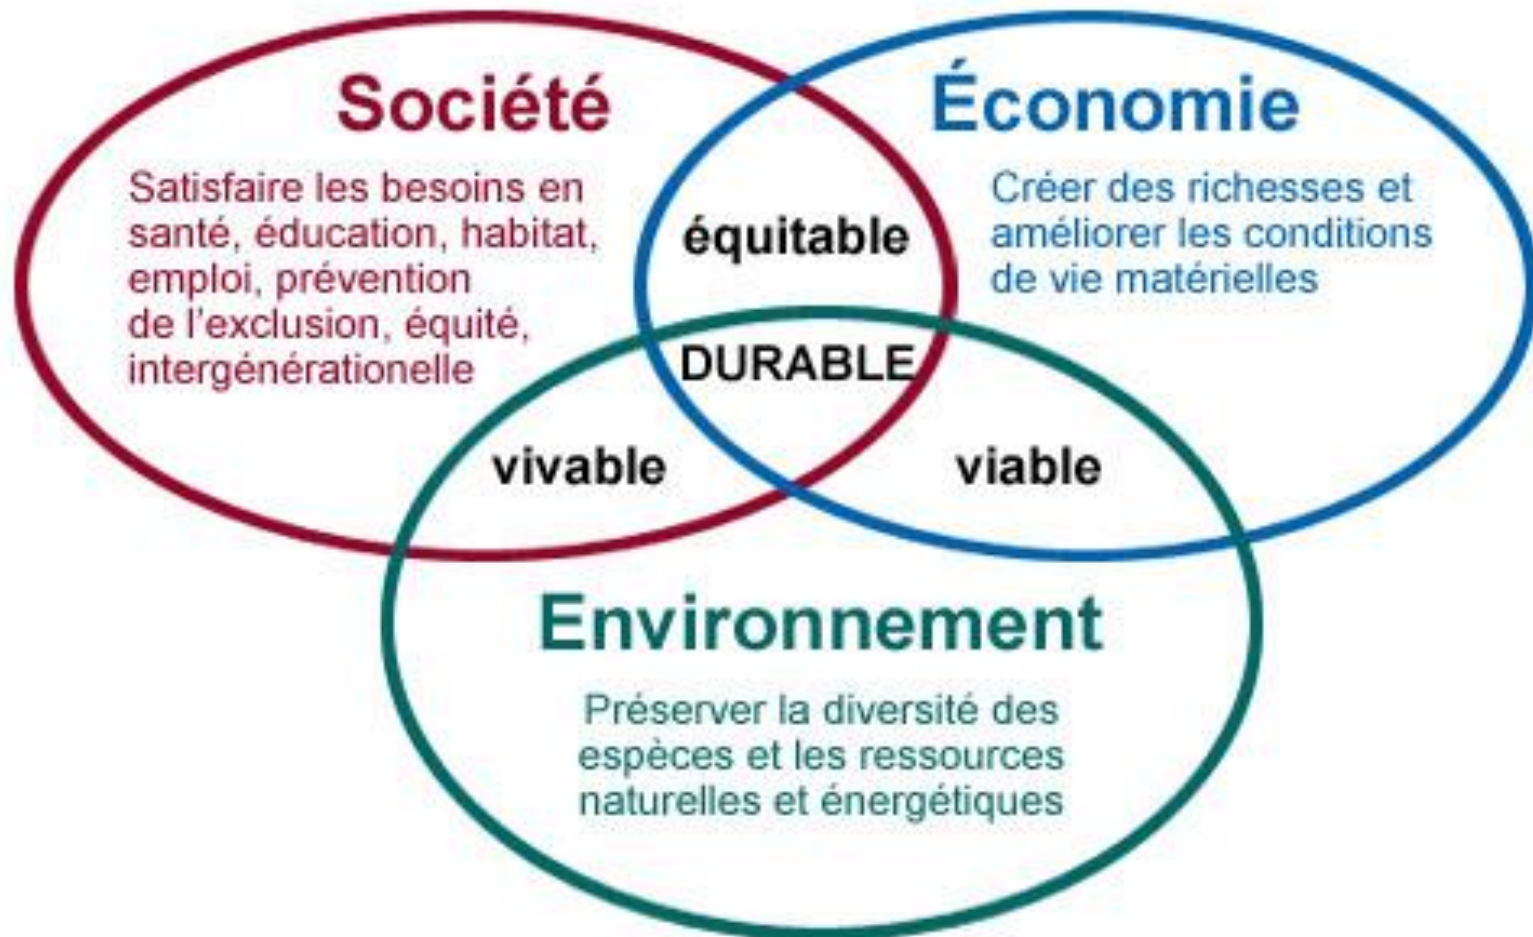 Société
Satisfaire les besoins en
santé, éducation, habitat,
emploi, prévention
de l'exclusion, équité,
intergénérationelle
Économie
Créer des richesses et
améliorer les conditions
de vie matérielles
équitable
DURABLE
vivable
viable
Environnement
Préserver la diversité des
espèces et les ressources
naturelles et énergétiques